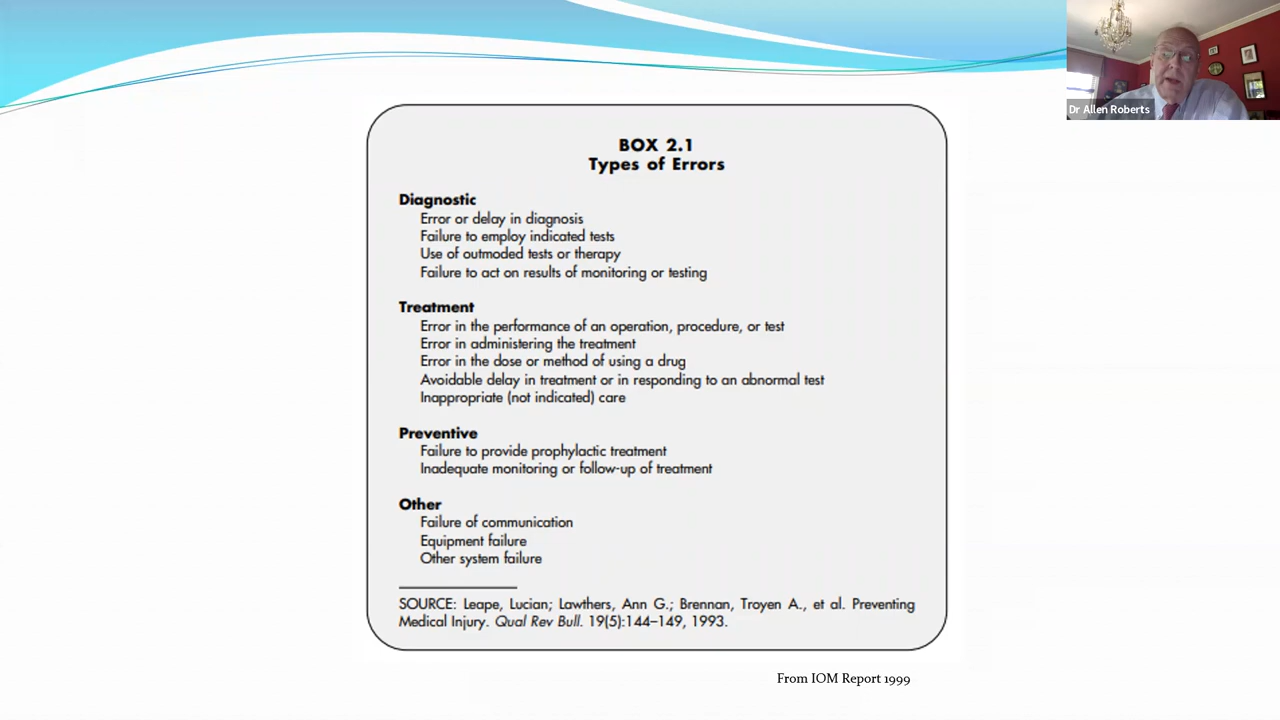 Dr Allen Roberts
BOX 2.1
Types of Errors
Diagnostic
Error or delay in diagnosis
Failure to employ indicated tests
Use of outmoded tests or therapy
Failure to act on results of monitoring or testing
Treatment
Error in the performance of an operation, procedure, or test
Error in administering the treatment
Error in the dose or method of using a drug
Avoidable delay in treatment or in responding to an abnormal test
Inappropriate (not indicated) care
Preventive
Failure to provide prophylactic treatment
Inadequate monitoring or follow-up of treatment
Other
Failure of communication
Equipment failure
Other system failure
SOURCE: Leape, Lucian; Lawthers, Ann G.; Brennan, Troyen A., et al. Preventing
Medical Injury. Qual Rev Bull. 19(5):144–149, 1993.
From IOM Report 1999